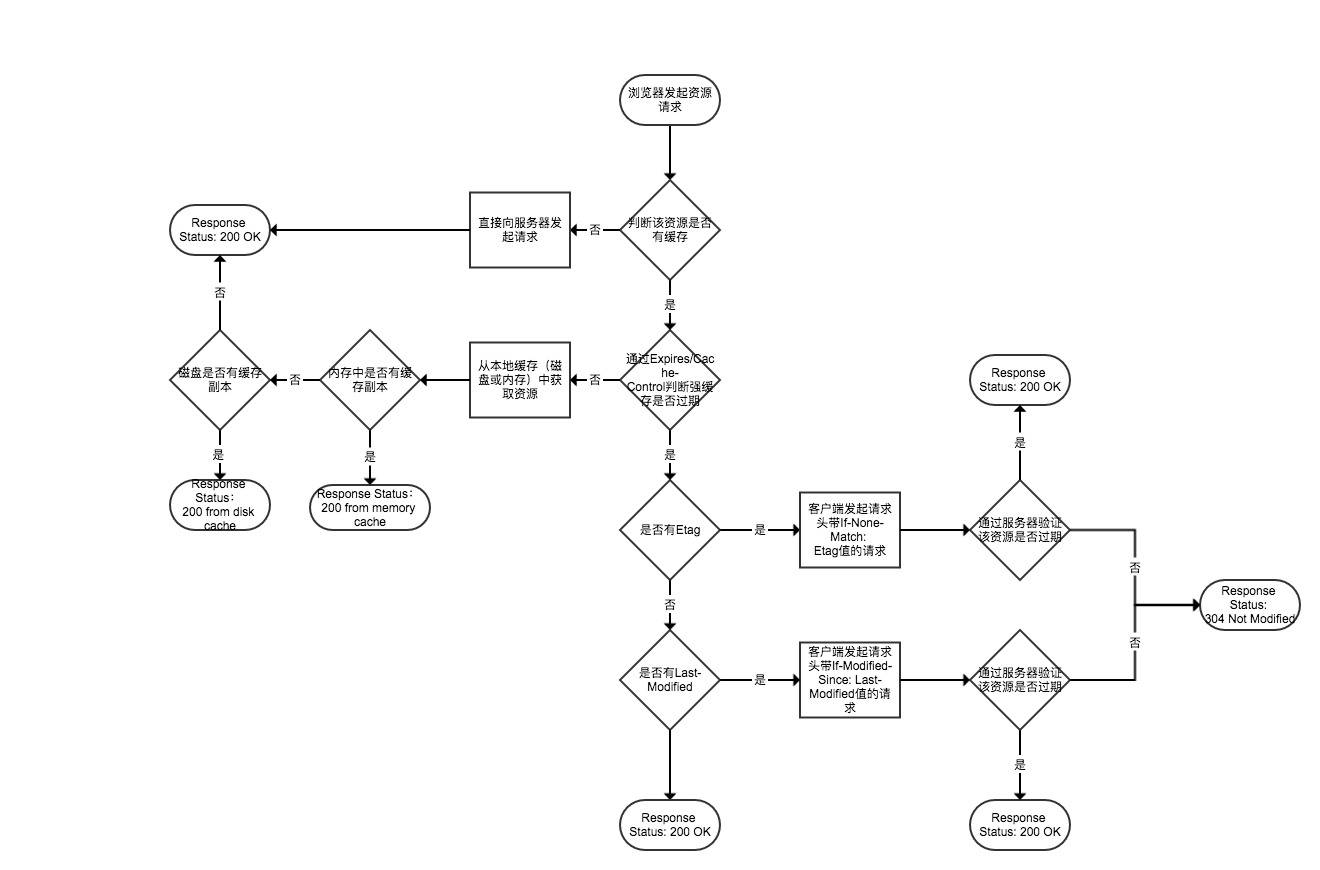 浏览器发起资源
请求
判断该资源是否
有缓存
否
直接向服务器发
起请求
Response
Status: 200 OK
是
否
通过Expires/Cac
he-
Control判断强缓
存是否过期
否
从本地缓存（磁
盘或内存）中获
取资源
内存中是否有缓
存副本
否
磁盘是否有缓存
副本
是
Response
Status：
200 from disk
cache
是
Response Status：
200 from memory
cache
是
是否有Etag
是
客户端发起请求
头带If-None-
Match:
Etag值的请求
通过服务器验证
该资源是否过期
是
Response
Status: 200 OK
否
Response
Status:
304 Not Modified
否
否
是否有Last-
Modified
是
客户端发起请求
头带If-Modified-
Since: Last-
Modified值的请
求
通过服务器验证
该资源是否过期
是
Response
Status: 200 OK
Response
Status: 200 OK